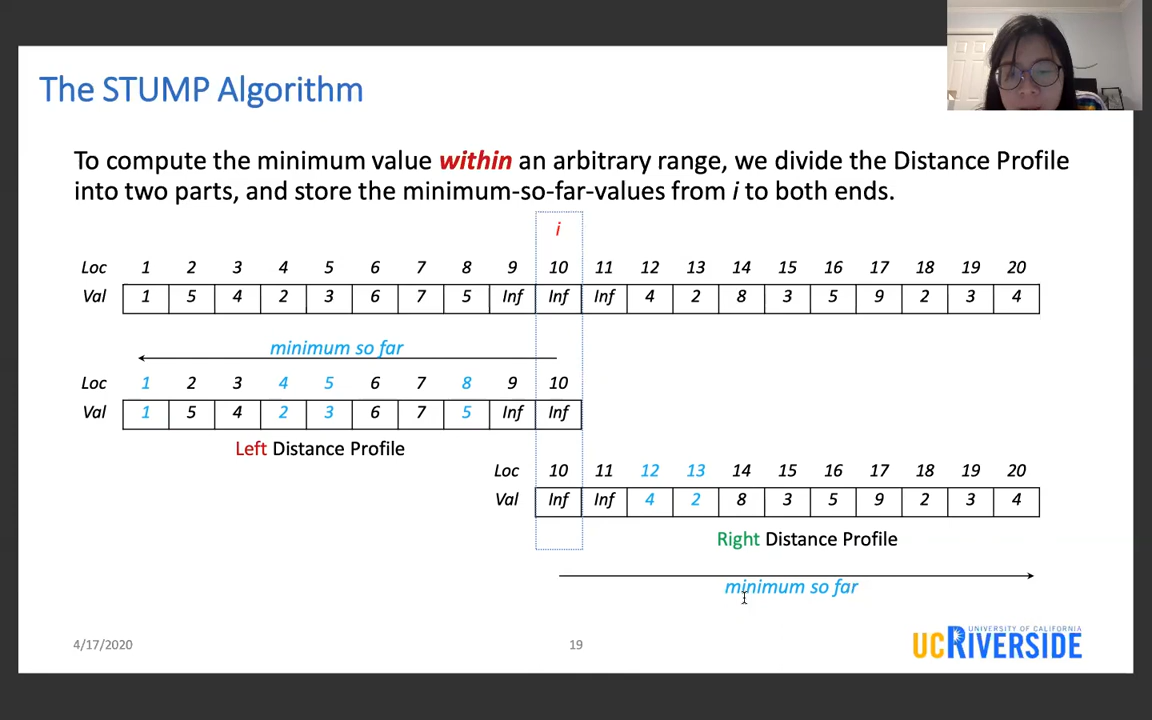 The STUMP Algorithm
To compute the minimum value within an arbitrary range, we divide the Distance Profile
into two parts, and store the minimum-so-far-values from i to both ends.
i
Loc 1 2 3 4 5 6 7 8 9 10 11 12 13 14 15 16 17 18 19 20
Val 1 5 4 2 3 6 7 5 Inf Inf Inf 4 2 8 3 5 9 2 3 4
minimum so far
Loc 1 2 3 4 5 6 7 8 9 10
Val 1 5 4 2 3 6 7 5 Inf Inf
Left Distance Profile
Loc 10 11 12 13 14 15 16 17 18 19 20
Val Inf Inf 4 2 8 3 5 9 2 3 4
Right Distance Profile
minimum so far
4/17/2020
19
UNIVERSITY OF CALIFORNIA
UCRIVERSIDE